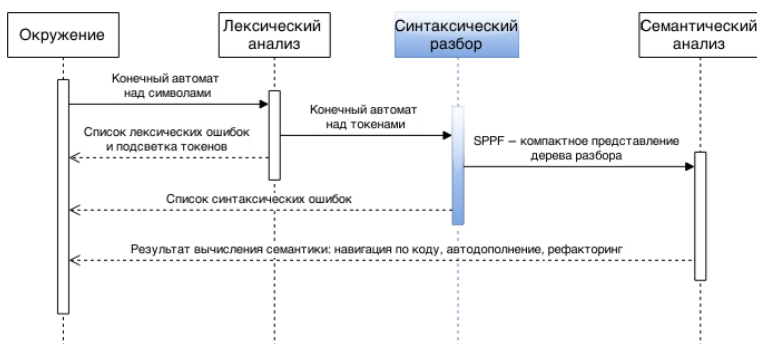 Окружение
Лексический
анализ
Синтаксический
разбор
Семантический
анализ
Конечный автомат
над символами
Конечный автомат
над токенами
Список лексических ошибок
и подсветка токенов
SPPF – компактное представление
дерева разбора
Список синтаксических ошибок
Результат вычисления семантики: навигация по коду, автодополнение, рефакторинг